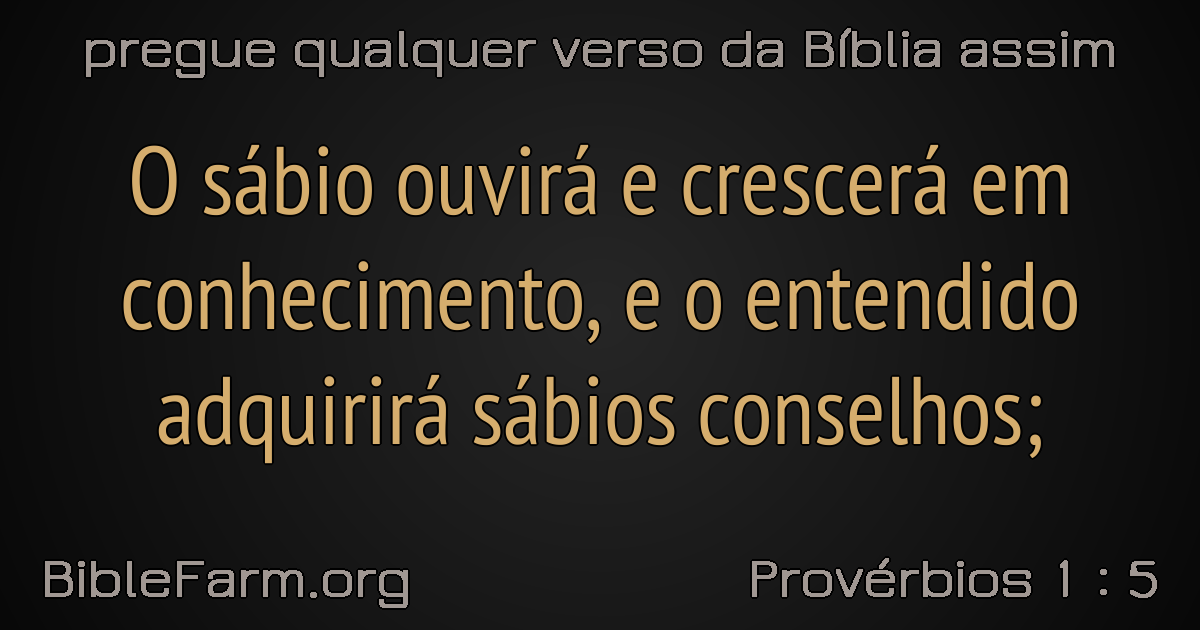 pregue qualquer verso da Bíblia assim
O sábio ouvirá e crescerá em
conhecimento, e o entendido
adquirirá sábios conselhos;
BibleFarm.org
Provérbios 1 : 5